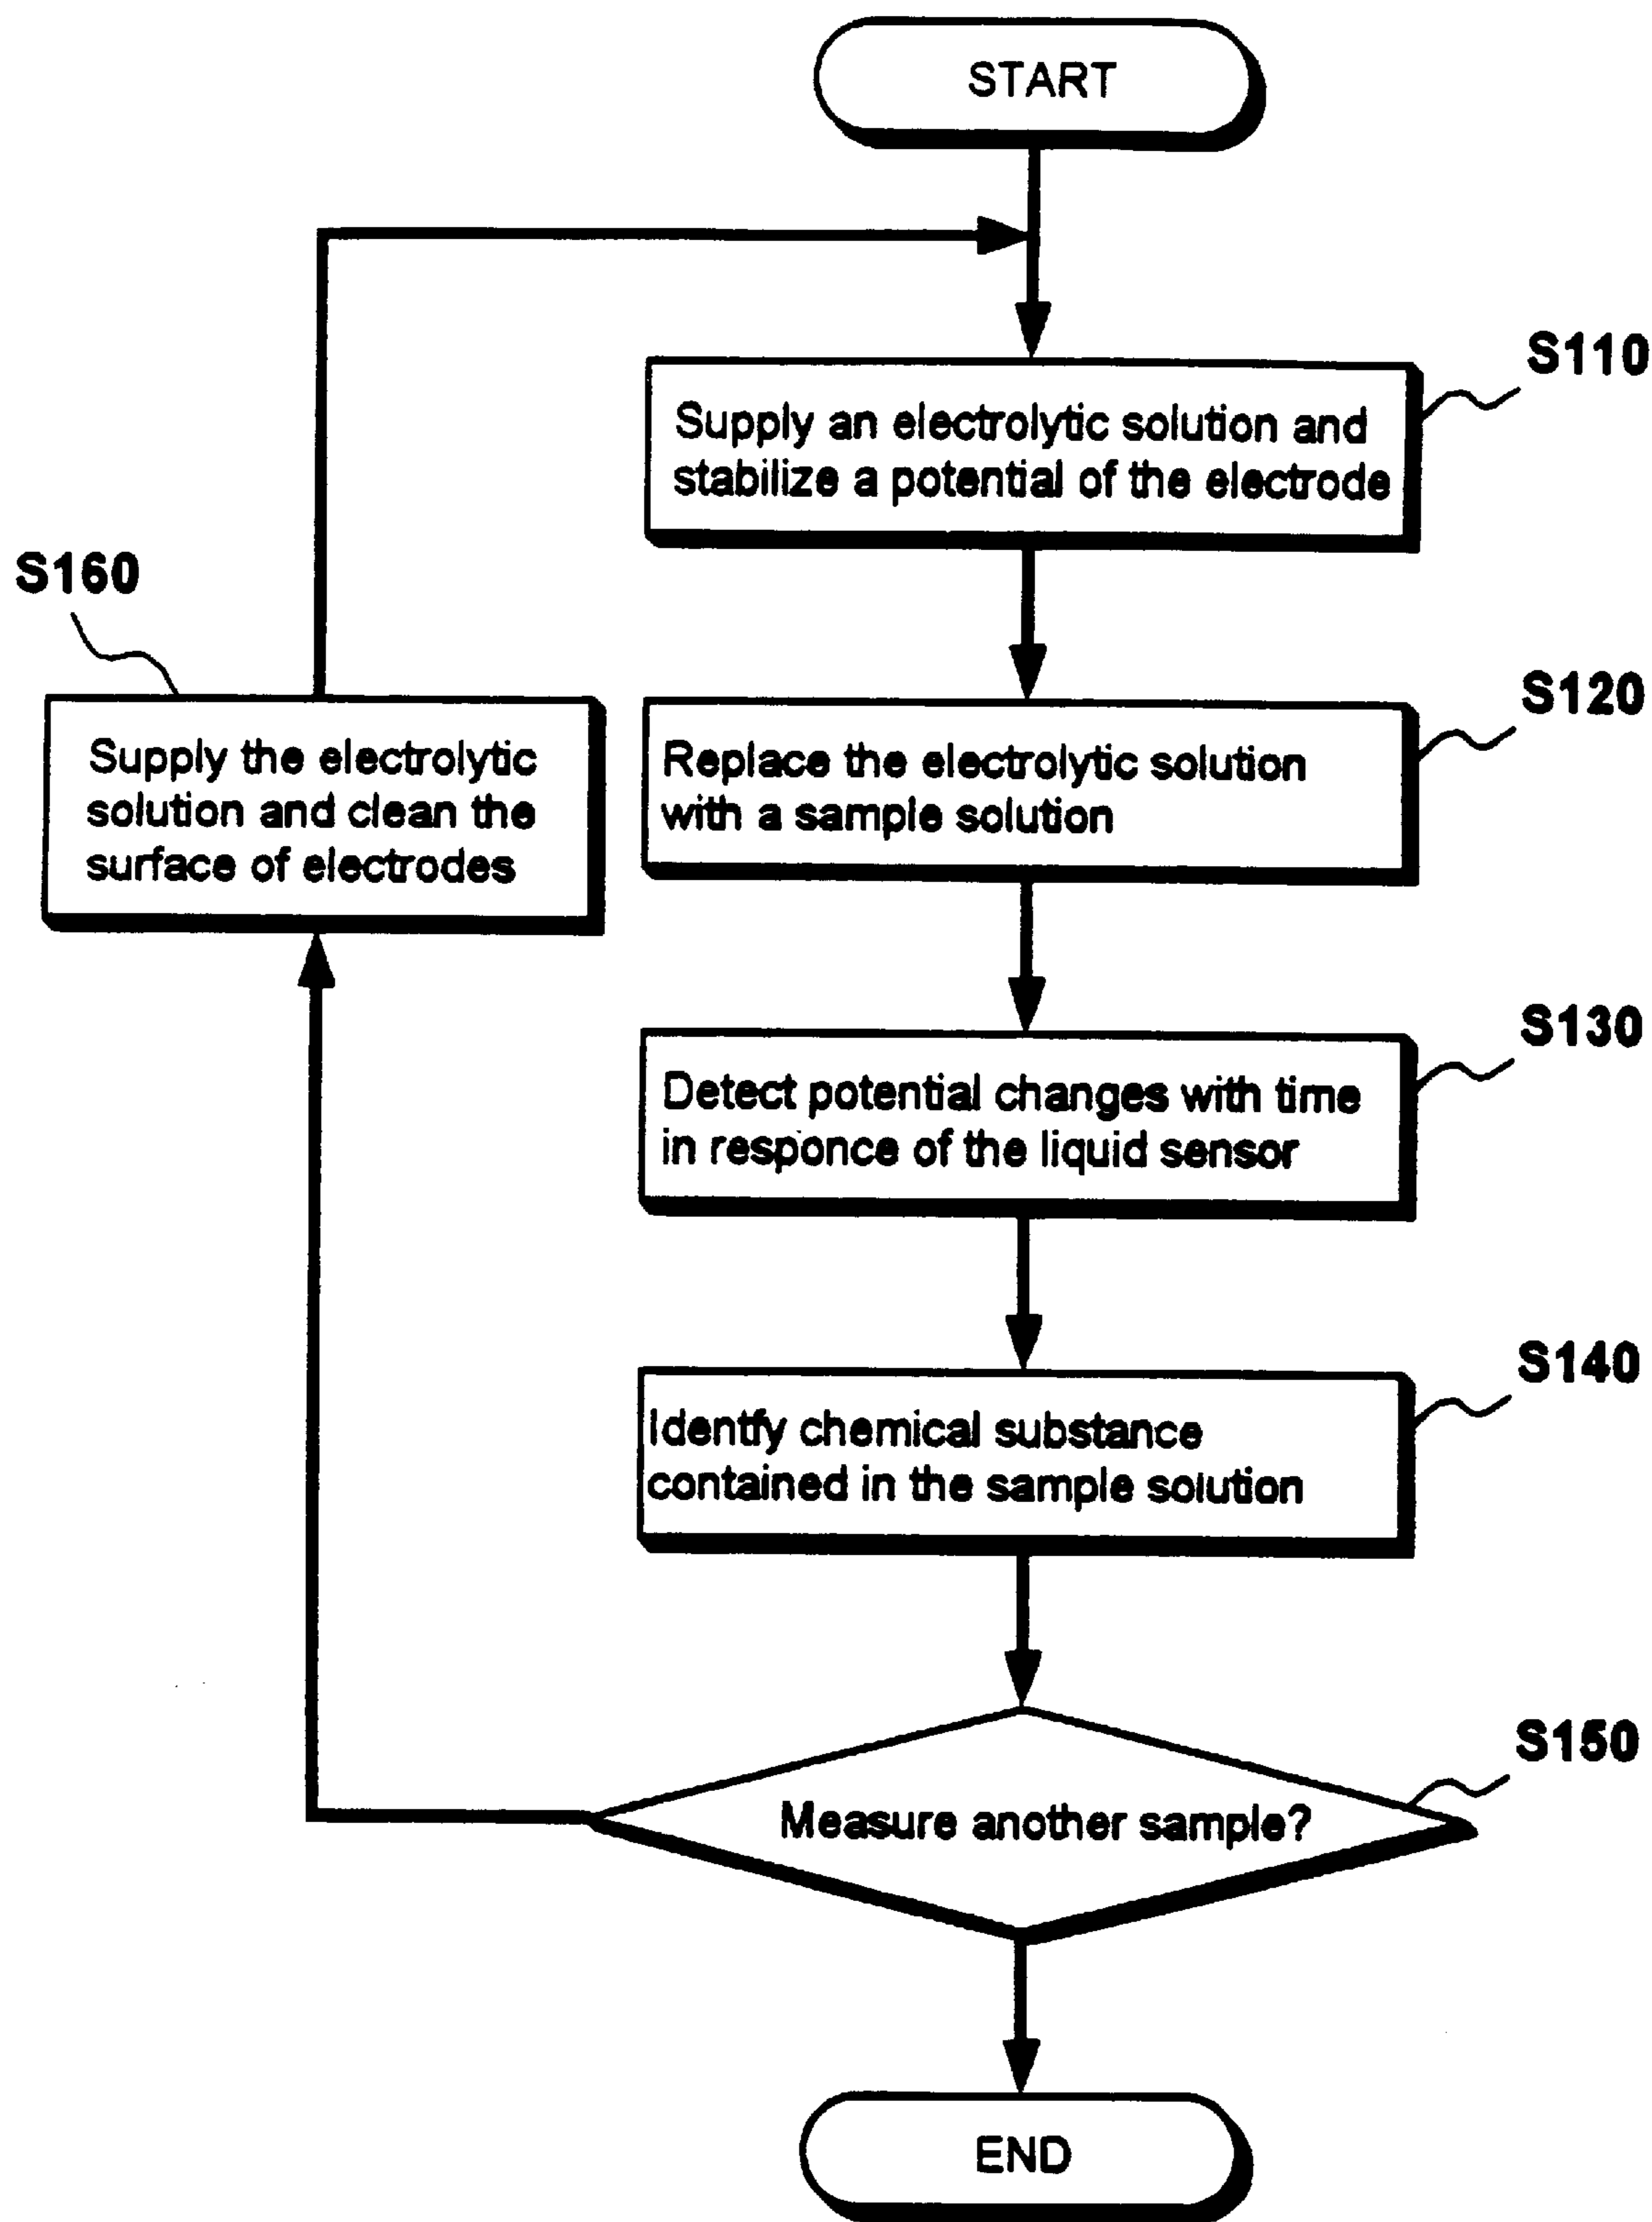 START
S110
Supply an electrolytic solution and
stabilize a potential of the electrode
S160
Supply the electrolytic
solution and clean the
surface of electrodes
S120
Replace the electrolytic solution
with a sample solution
S130
Detect potential changes with time
in responce of the liquid sensor
S140
Identfy chemical substance
contained in the sample solution
S150
Measure another sample?
END